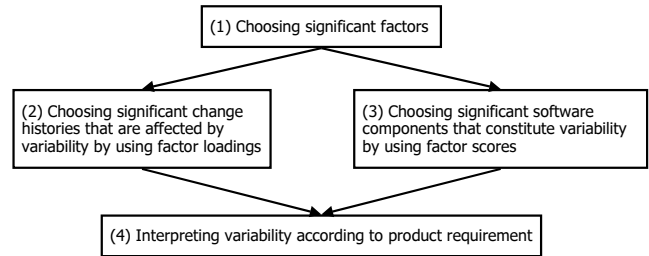 (1) Choosing significant factors
(2) Choosing significant change
histories that are affected by
variability by using factor loadings
(3) Choosing significant software
components that constitute variability
by using factor scores
(4) Interpreting variability according to product requirement